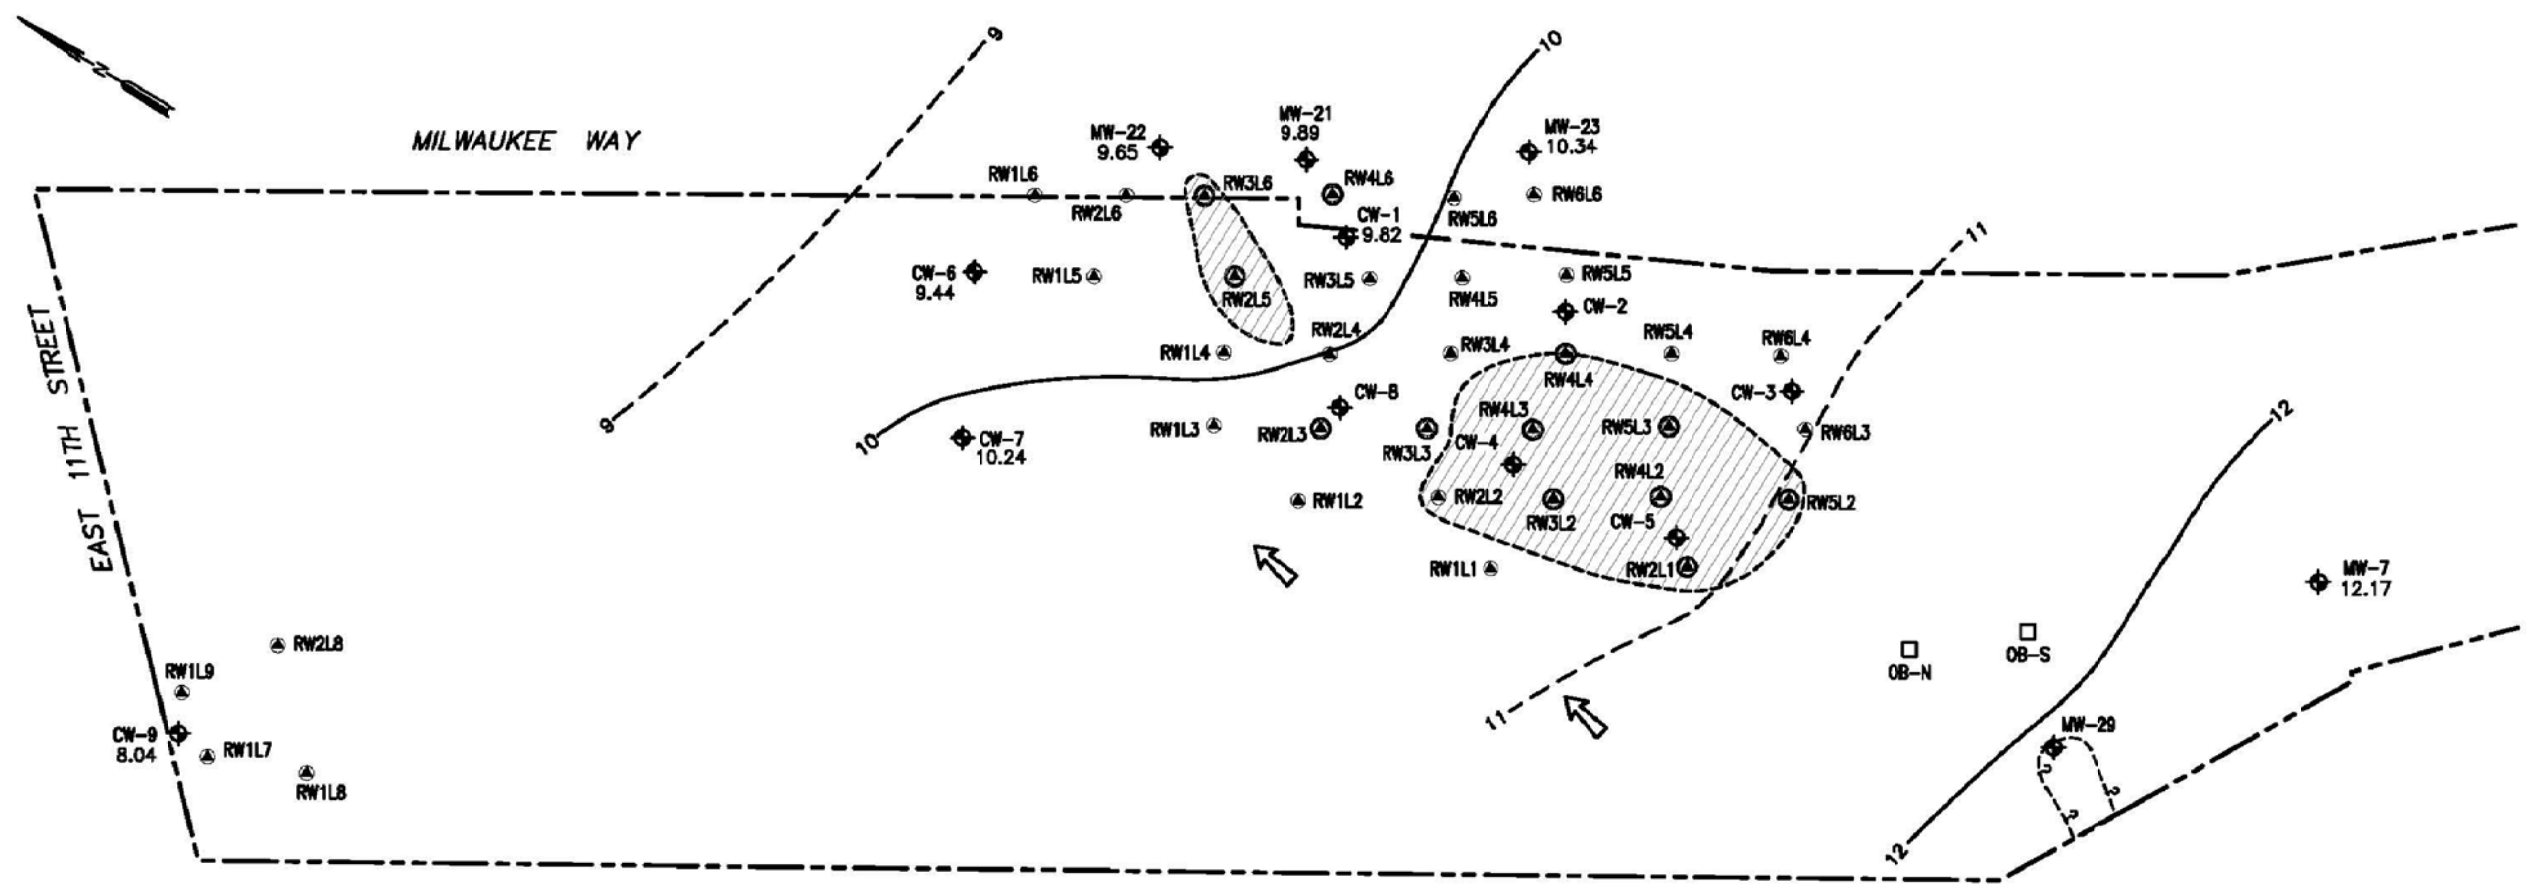 N
9
10
MILWAUKEE WAY
MW-22
9.65
MW-21
9.89
MW-23
10.34
RW1L6
RW2L6
RW3L6
RW4L6
RW5L6
RW6L6
CW-1
9.82
11
CW-6
9.44
RW1L5
RW2L5
RW3L5
RW4L5
RW5L5
CW-2
RW1L4
RW2L4
RW3L4
RW4L4
RW5L4
RW6L4
CW-3
EAST 11TH STREET
9
10
CW-7
10.24
RW1L3
CW-8
RW2L3
RW3L3
RW4L3
CW-4
RW5L3
RW6L3
12
RW1L2
RW2L2
RW3L2
RW4L2
CW-5
RW5L2
RW1L1
RW2L1
MW-7
12.17
RW2L8
OB-N
OB-S
RW1L9
11
CW-9
8.04
RW1L7
RW1L8
MW-29
?
?
?
12